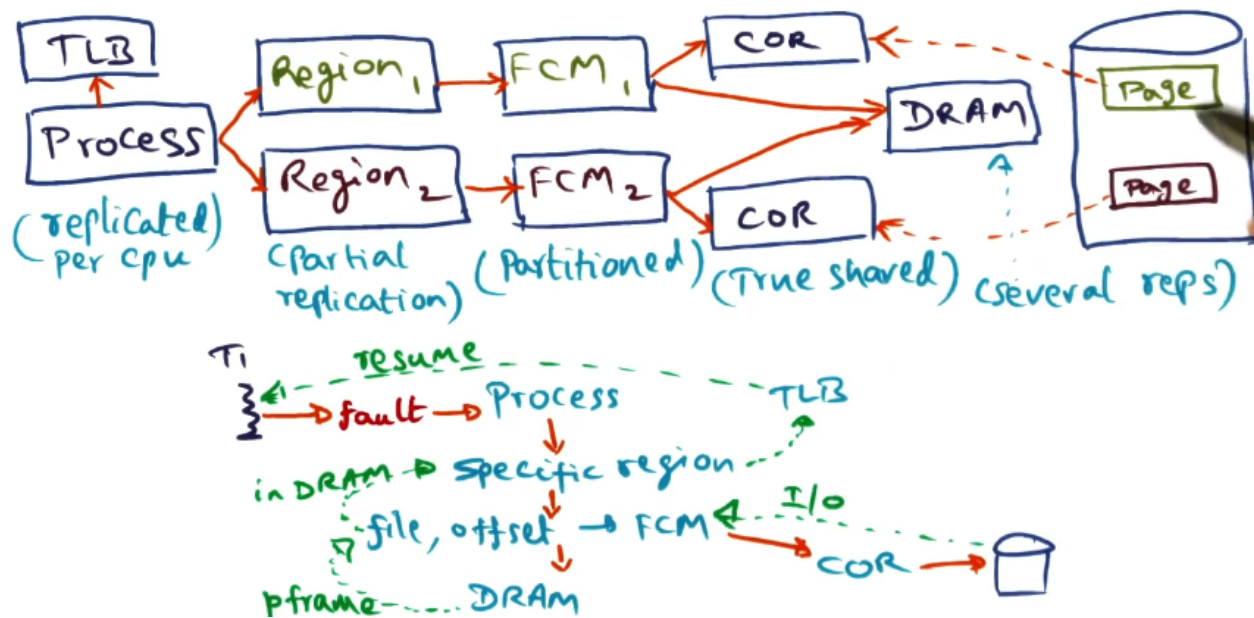 TLB
Process
(replicated)
per cpu
Region1
Region2
(Partial
replication)
FCM1
FCM2
(Partitioned)
COR
COR
(True shared)
DRAM
(several reps)
Page
Page
T1
resume
fault
Process
TLB
in DRAM
specific region
file, offset
FCM
I/O
COR
pframe
DRAM